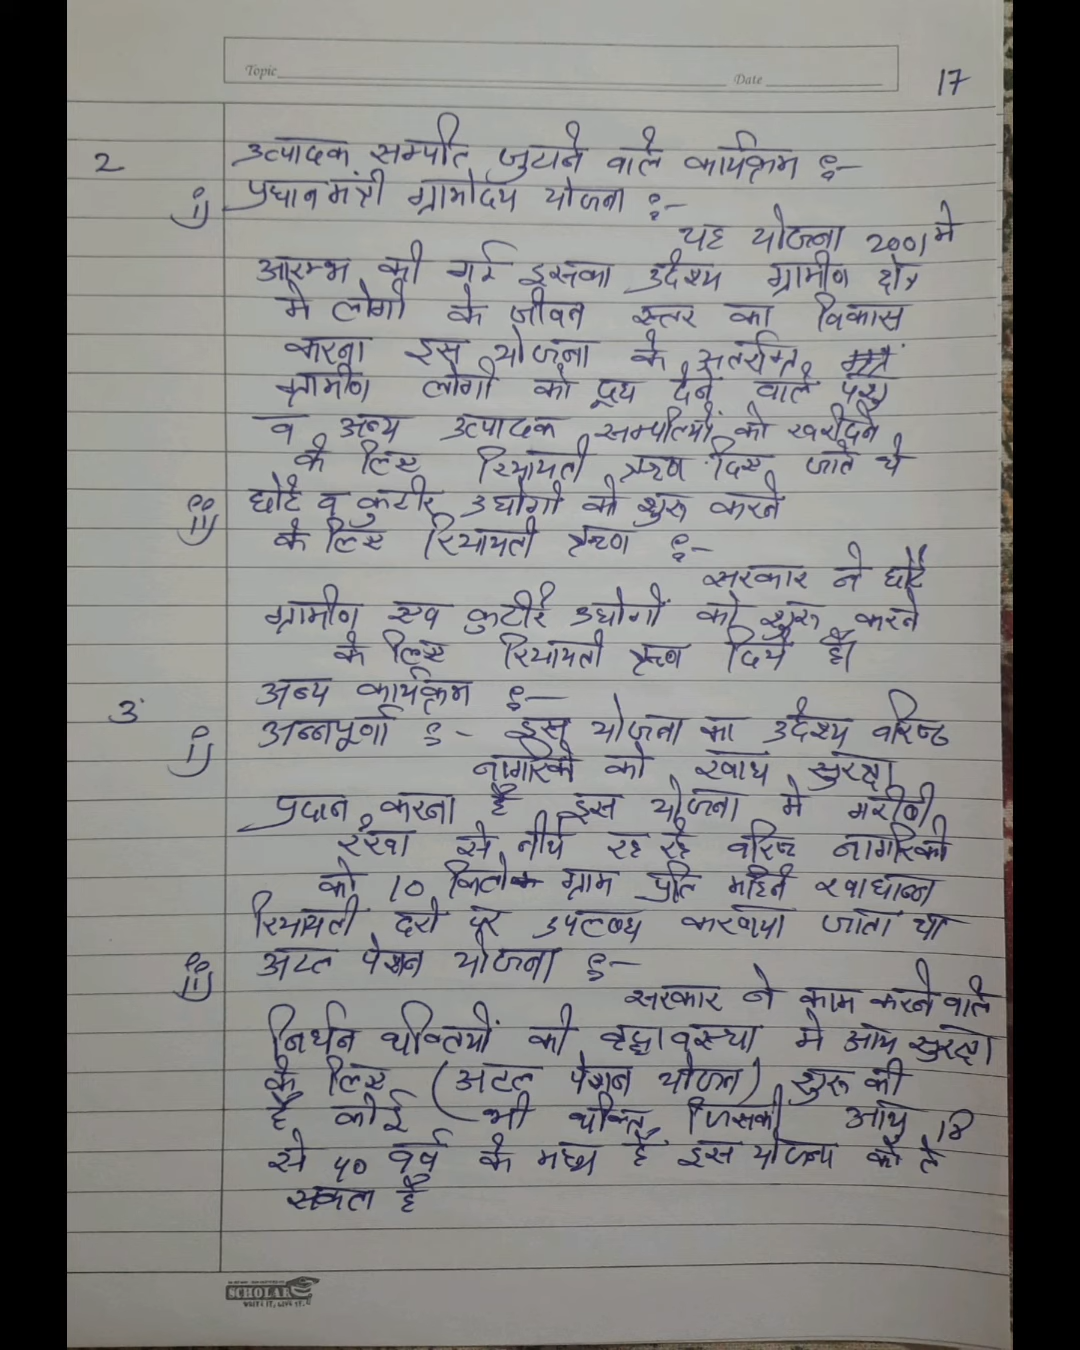 Topic Date
17
2 उत्पादक सम्पति जुटाने वाले कार्यक्रम :-
i) प्रधानमंत्री ग्रामोदय योजना :-
यह योजना 2001 मे
आरम्भ की गई इसका उदेश्य ग्रामीण क्षेत्र
मे लोगो के जीवन स्तर का विकास
करना इस योजना के अर्तगत
ग्रामीण लोगो को दूध देने वाले पशु
व अन्य उत्पादक सम्पतियों को खरीदने
के लिए रियायती ऋण दिए जाते थे
ii) छोटे व कुटीर उधोगो को शुरू करने
के लिए रियायती ऋण :-
सरकार ने छोटे
ग्रामीण एव कुटीर उधोगों को शुरू करने
के लिए रियायती ऋण दिये है।
3 अन्य कार्यक्रम :-
i) अन्नपूर्णा :- इस योजना का उदेश्य वरिष्ठ
नागरिको को खाध सुरक्षा
प्रदान करना है इस योजना मे गरीबी
रेखा से नीचे रह रहे वरिष्ट नागरिको
को 10 किलो ग्राम प्रति महिने खाधान्न
रियायती दरो पर उपलब्ध करवाया जाता था
ii) अटल पेशन योजना :-
सरकार ने काम करने वाले
निर्धन व्यक्तियों को वृद्धावस्था मे आय सुरक्षा
के लिए (अटल पेशन योजना) शुरू की
है कोई भी व्यक्ति जिसकी आयु 18
से 40 वर्ष के मध्य है इस योजना को ले
सकता है
SCHOLAR